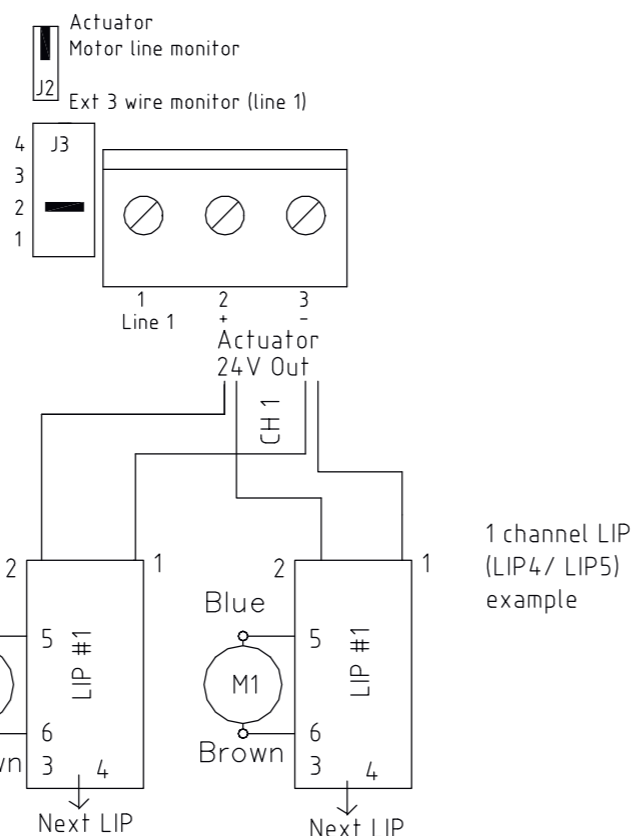 Actuator
Motor line monitor
J2
Ext 3 wire monitor (line 1)
4
J3
3
2
1
1
2
3
Line 1
+
-
Actuator
24V Out
CH 1
1 channel LIP
(LIP4/ LIP5)
example
2
1
2
1
Blue
5
LIP #1
5
LIP #1
M1
6
Brown
6
wn
3
4
3
4
Next LIP
Next LIP